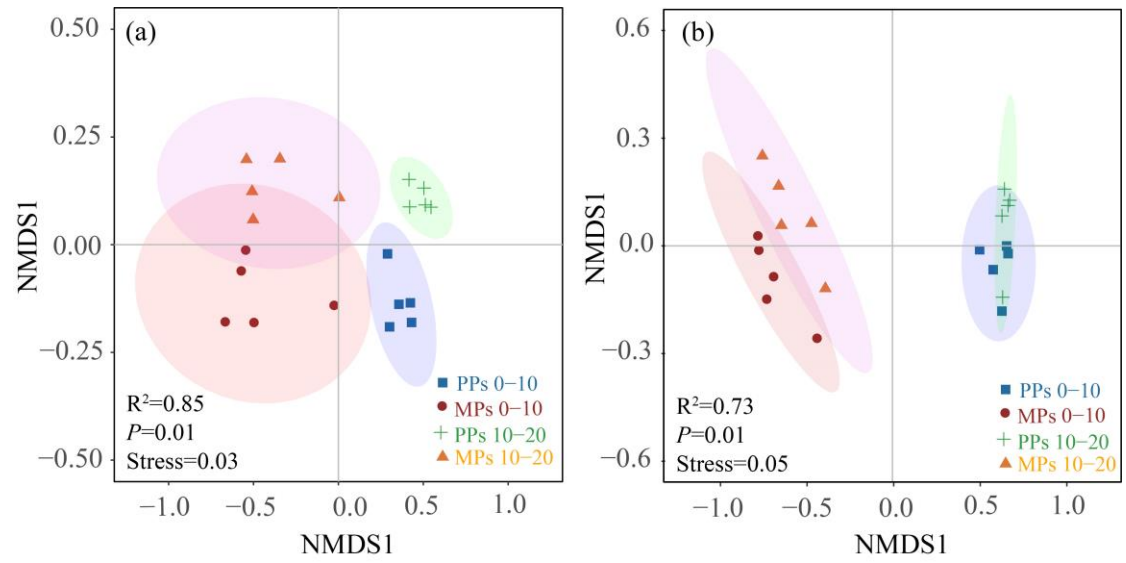 (a)
0.50
0.25
0.00
−0.25
−0.50
NMDS1
R²=0.85
P=0.01
Stress=0.03
PPs 0−10
MPs 0−10
PPs 10−20
MPs 10−20
−1.0 −0.5 0.0 0.5 1.0
NMDS1
(b)
0.6
0.3
0.0
−0.3
−0.6
NMDS1
R²=0.73
P=0.01
Stress=0.05
PPs 0−10
MPs 0−10
PPs 10−20
MPs 10−20
−1.0 −0.5 0.0 0.5 1.0
NMDS1